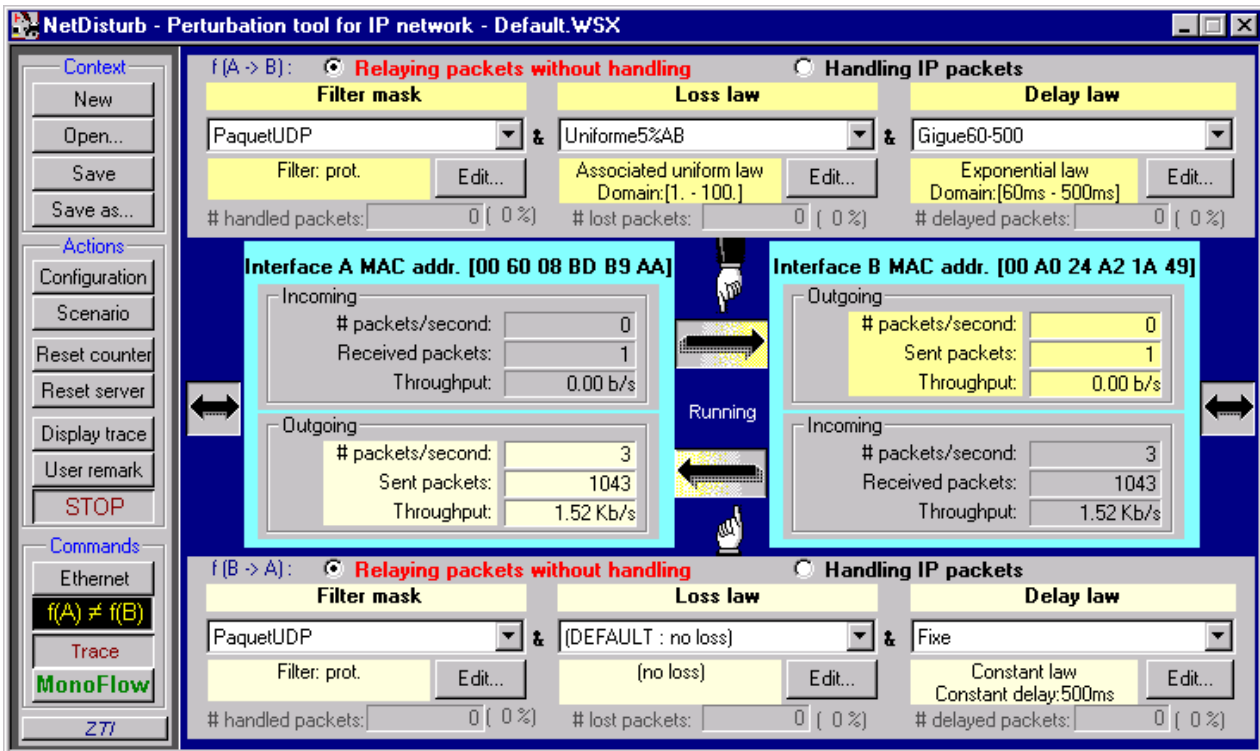 NetDisturb - Perturbation tool for IP network - Default.WSX
Context
New
Open...
Save
Save as...
Actions
Configuration
Scenario
Reset counter
Reset server
Display trace
User remark
STOP
Commands
Ethernet
f(A) ≠ f(B)
Trace
MonoFlow
ZTI
f (A -> B) : Relaying packets without handling Handling IP packets
Filter mask Loss law Delay law
PaquetUDP & Uniforme5%AB & Gigue60-500
Filter: prot. Edit... Associated uniform law Edit... Exponential law Edit...
Domain:[1. - 100.] Domain:[60ms - 500ms]
# handled packets: 0 ( 0 %) # lost packets: 0 ( 0 %) # delayed packets: 0 ( 0 %)
Interface A MAC addr. [00 60 08 BD B9 AA]
Incoming
# packets/second: 0
Received packets: 1
Throughput: 0.00 b/s
Outgoing
# packets/second: 3
Sent packets: 1043
Throughput: 1.52 Kb/s
Running
Interface B MAC addr. [00 A0 24 A2 1A 49]
Outgoing
# packets/second: 0
Sent packets: 1
Throughput: 0.00 b/s
Incoming
# packets/second: 3
Received packets: 1043
Throughput: 1.52 Kb/s
f (B -> A) : Relaying packets without handling Handling IP packets
Filter mask Loss law Delay law
PaquetUDP & (DEFAULT : no loss) & Fixe
Filter: prot. Edit... (no loss) Edit... Constant law Edit...
Constant delay:500ms
# handled packets: 0 ( 0 %) # lost packets: 0 ( 0 %) # delayed packets: 0 ( 0 %)